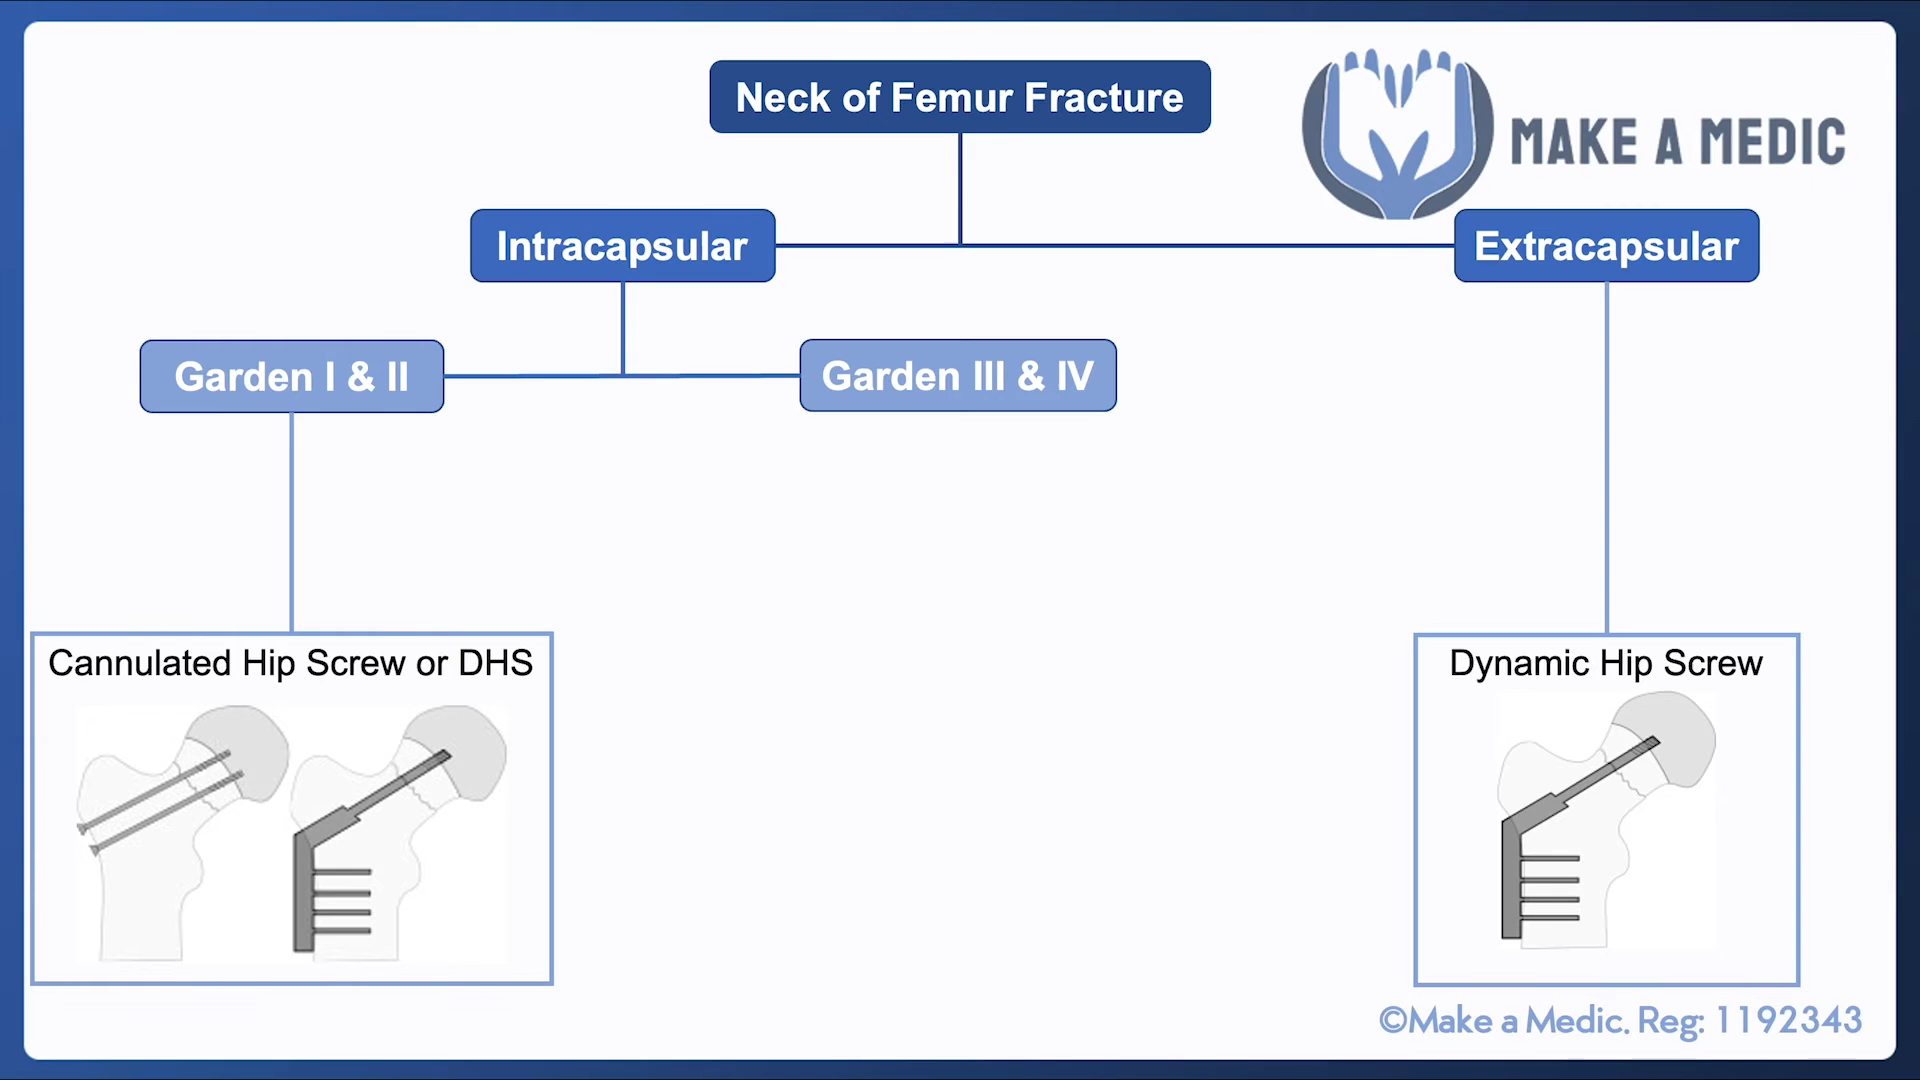 Neck of Femur Fracture
MAKE A MEDIC
Intracapsular
Extracapsular
Garden I & II
Garden III & IV
Cannulated Hip Screw or DHS
Dynamic Hip Screw
©Make a Medic. Reg: 1192343